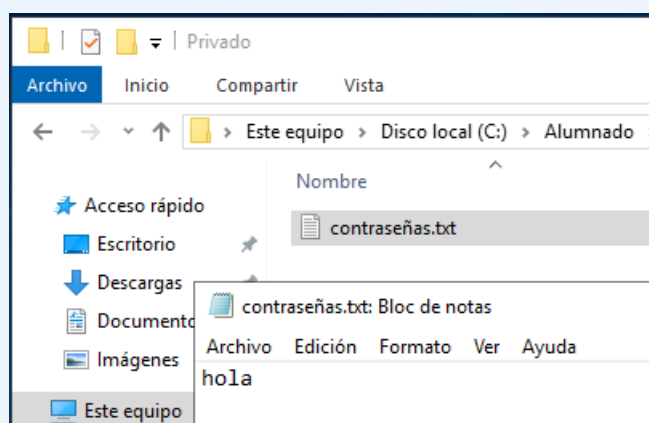 Privado
Archivo Inicio Compartir Vista
Este equipo > Disco local (C:) > Alumnado
Nombre
Acceso rápido
contraseñas.txt
Escritorio
Descargas
contraseñas.txt: Bloc de notas
Documento
Archivo Edición Formato Ver Ayuda
Imágenes
hola
Este equipo